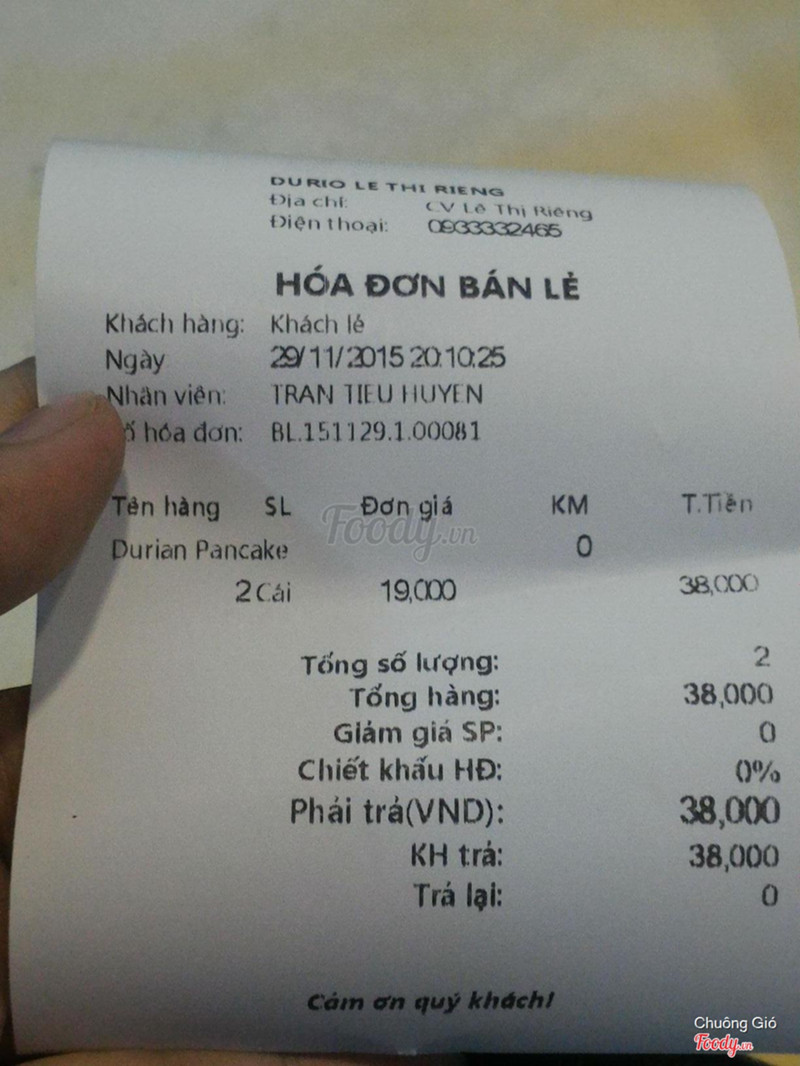 DURIO LE THI RIENG
Địa chỉ: CV Lê Thị Riêng
Điện thoại: 0933332465
HÓA ĐƠN BÁN LẺ
Khách hàng: Khách lẻ
Ngày 29/11/2015 20:10:25
Nhân viên: TRAN TIEU HUYEN
hóa đơn: BL.151129.1.00081
Tên hàng SL Đơn giá KM T.Tiền
Durian Pancake 0
2 Cái 19,000 38,000
Tổng số lượng: 2
Tổng hàng: 38,000
Giảm giá SP: 0
Chiết khấu HĐ: 0%
Phải trả(VND): 38,000
KH trả: 38,000
Trả lại: 0
Cảm ơn quý khách!
Foody.vn
Chuông Gió
Foody.vn